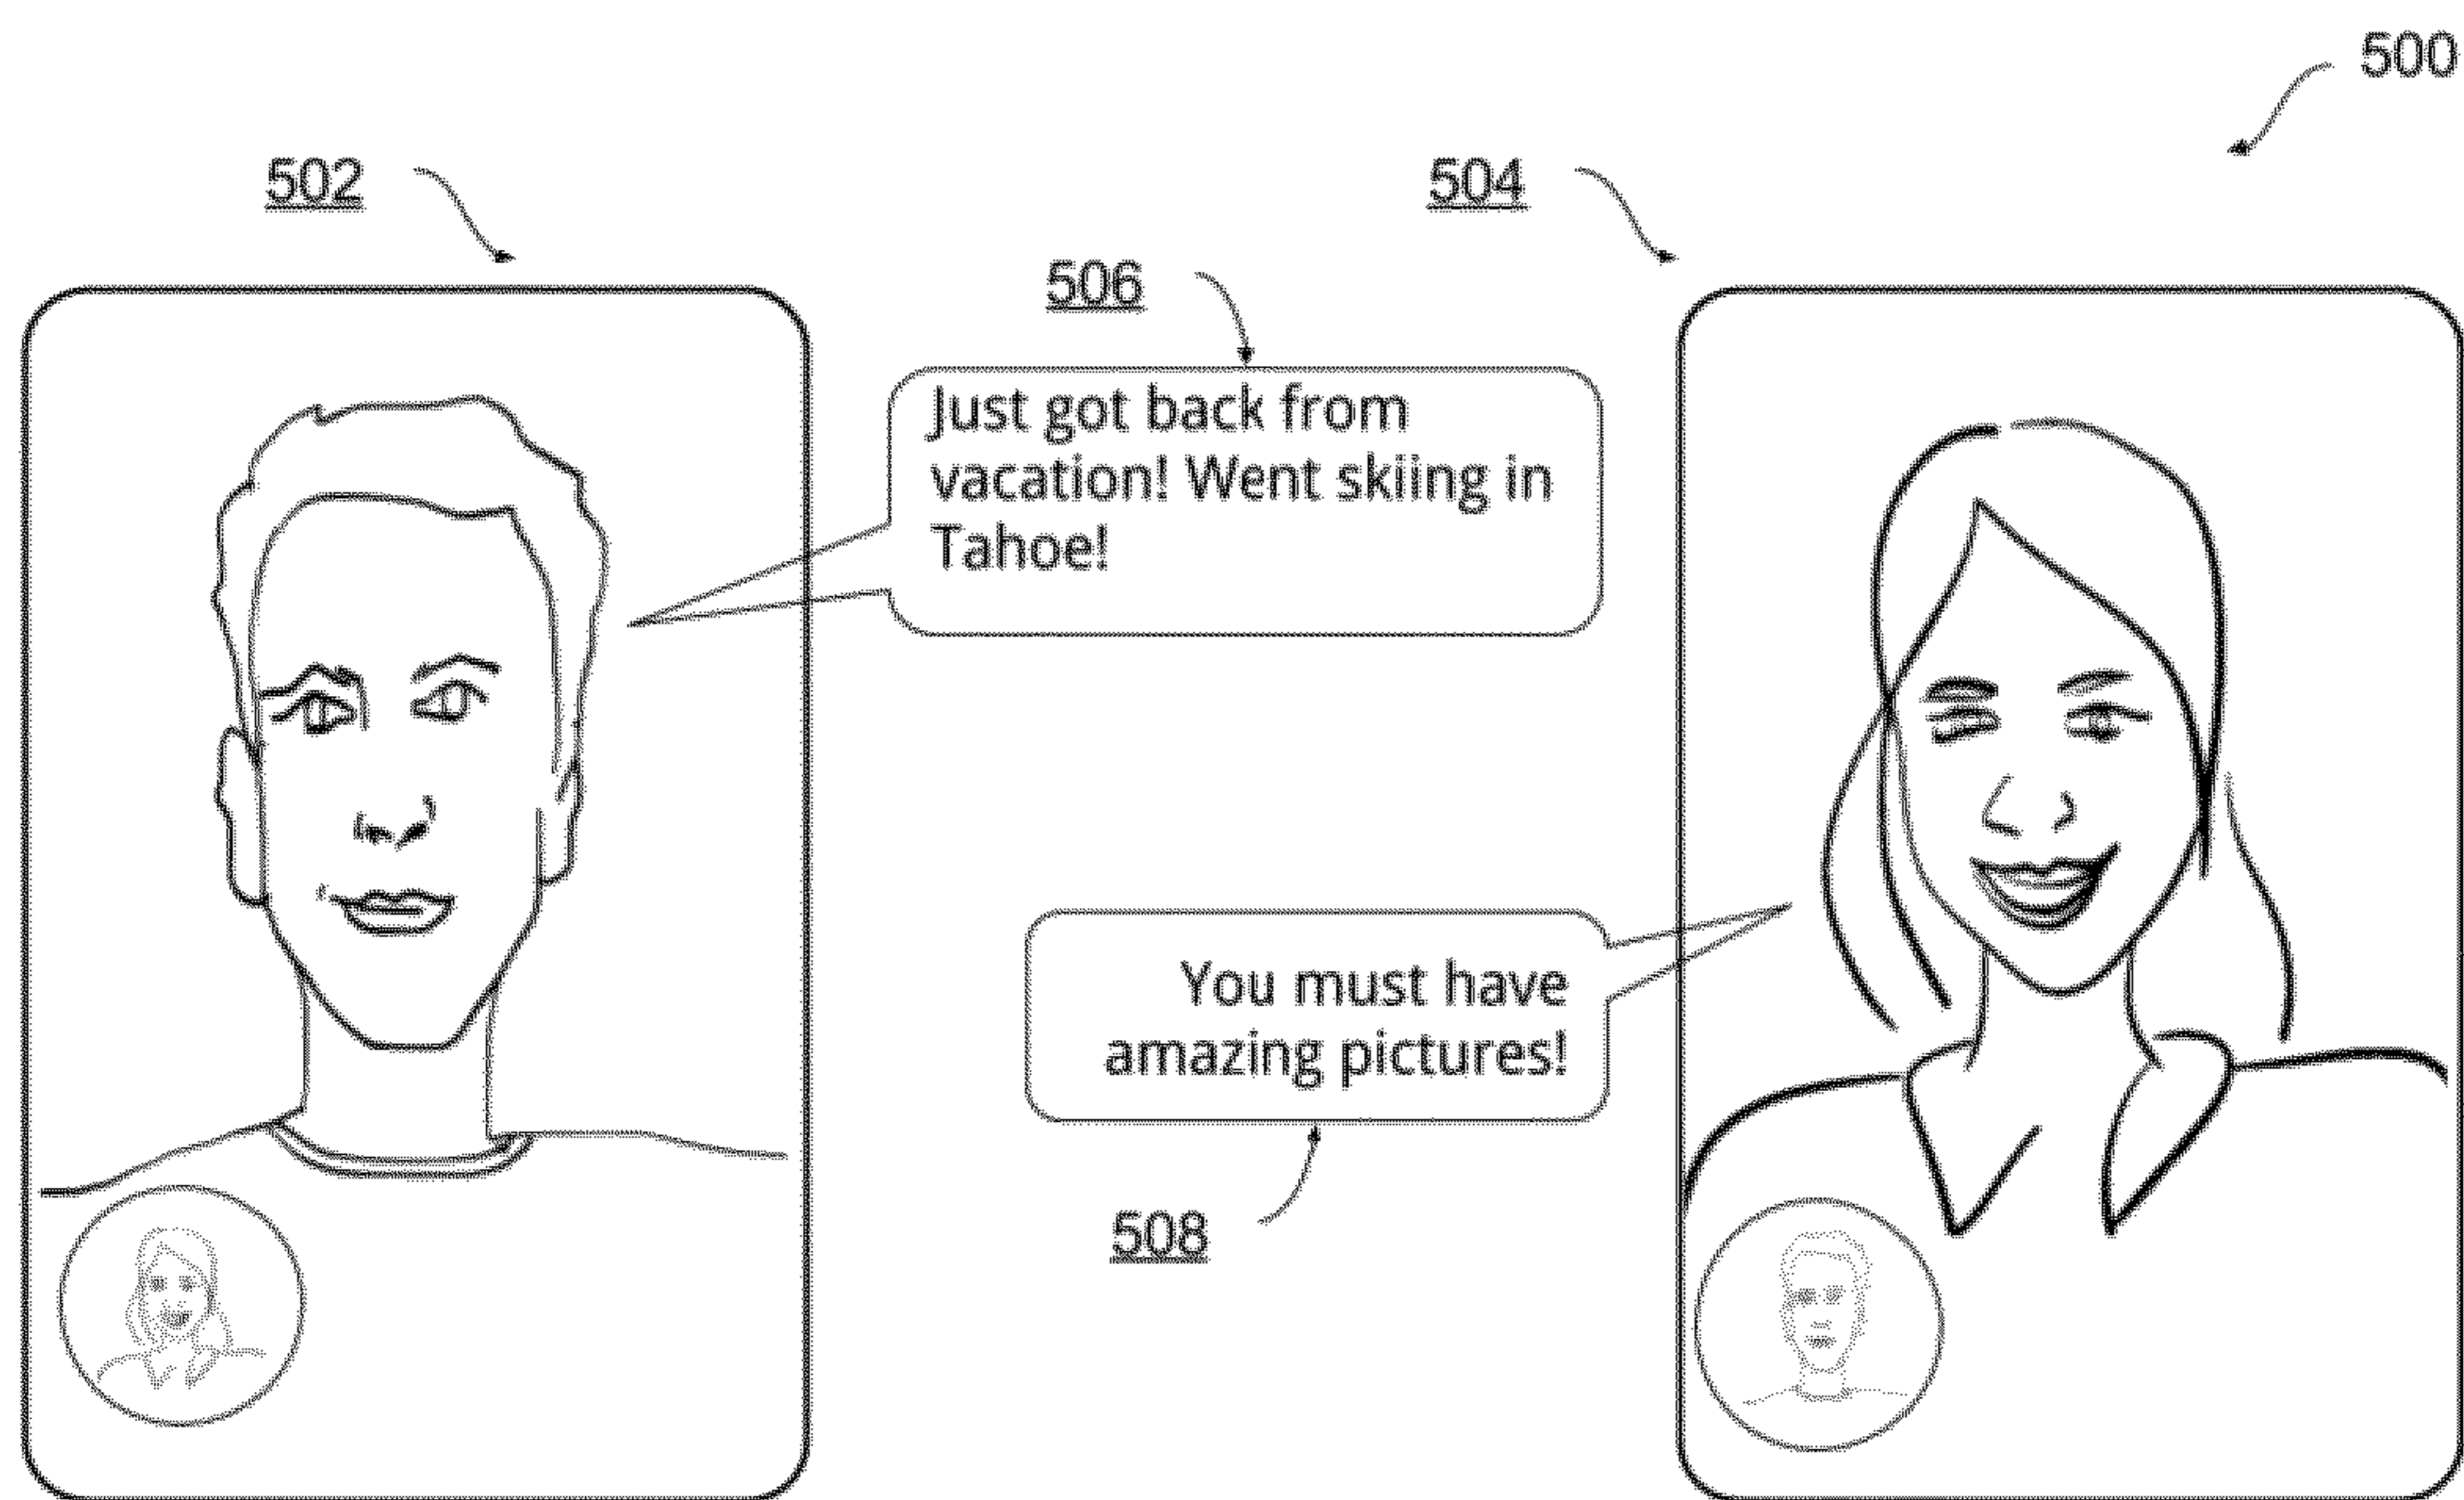 500
502
504
506
Just got back from
vacation! Went skiing in
Tahoe!
You must have
amazing pictures!
508